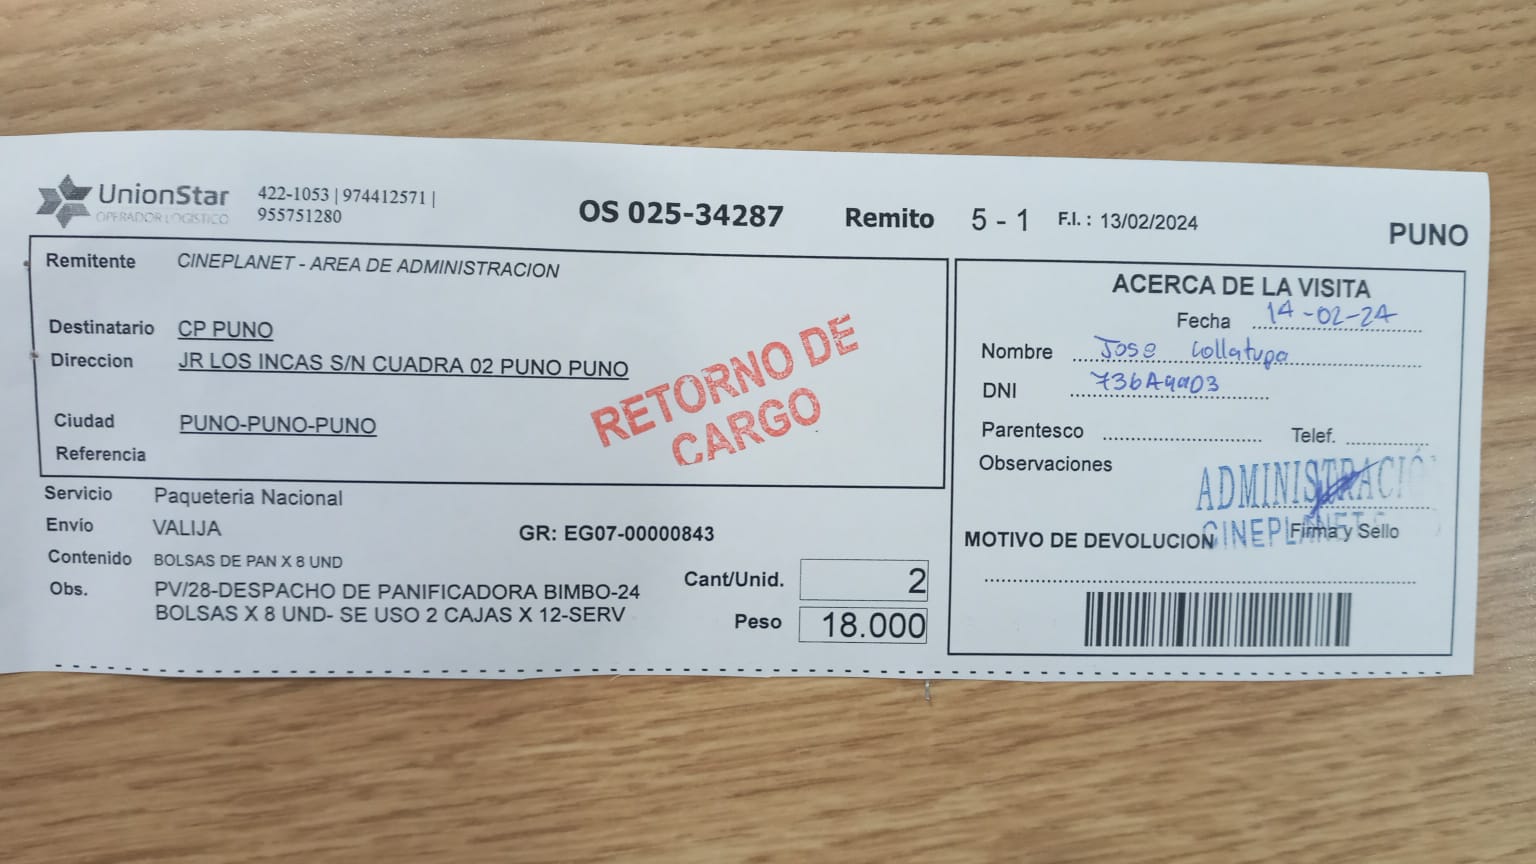 UnionStar
OPERADOR LOGISTICO
422-1053 | 974412571 |
955751280
OS 025-34287
Remito 5 - 1
F.I. : 13/02/2024
PUNO
Remitente CINEPLANET - AREA DE ADMINISTRACION
Destinatario CP PUNO
Direccion JR LOS INCAS S/N CUADRA 02 PUNO PUNO
Ciudad PUNO-PUNO-PUNO
Referencia
RETORNO DE
CARGO
Servicio Paqueteria Nacional
Envio VALIJA
GR: EG07-00000843
Contenido BOLSAS DE PAN X 8 UND
Obs. PV/28-DESPACHO DE PANIFICADORA BIMBO-24
BOLSAS X 8 UND- SE USO 2 CAJAS X 12-SERV
Cant/Unid. 2
Peso 18.000
ACERCA DE LA VISITA
Fecha 14-02-24
Nombre Jose Collatupa
DNI
Parentesco
Telef.
Observaciones
ADMINISTRACIÓ
CINEPLANET
Firma y Sello
MOTIVO DE DEVOLUCION